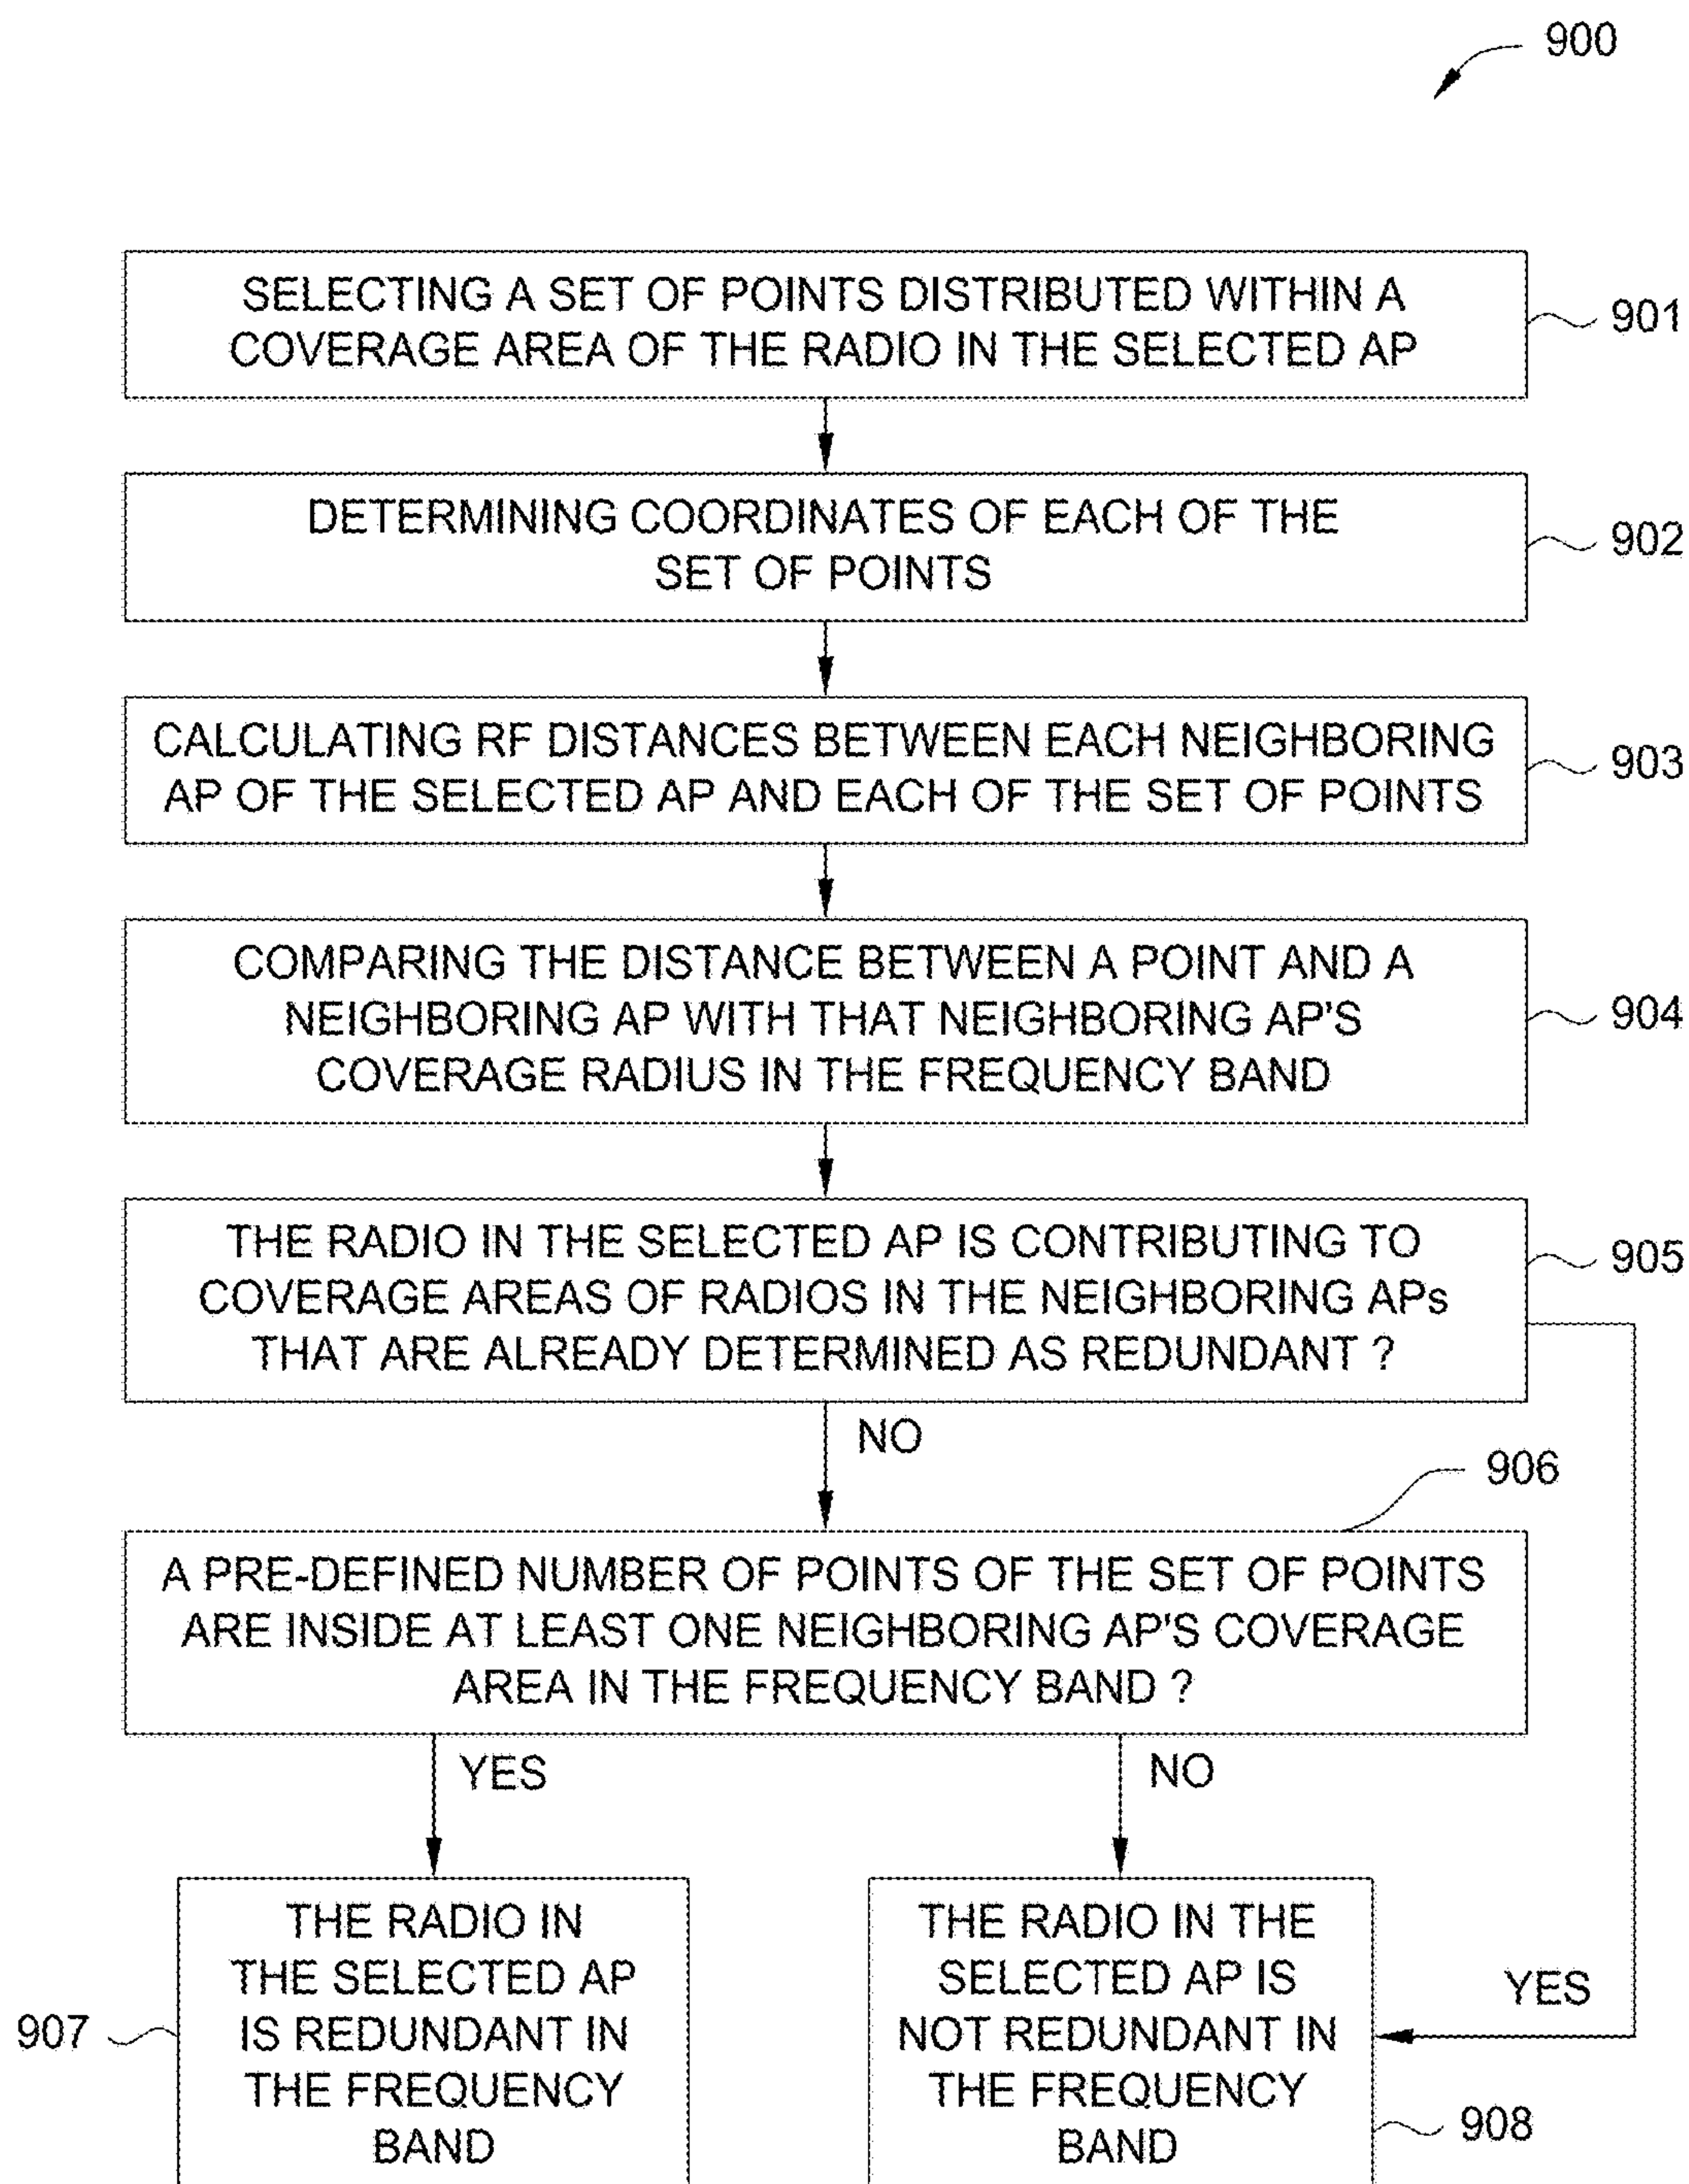 900
SELECTING A SET OF POINTS DISTRIBUTED WITHIN A
COVERAGE AREA OF THE RADIO IN THE SELECTED AP
901
DETERMINING COORDINATES OF EACH OF THE
SET OF POINTS
902
CALCULATING RF DISTANCES BETWEEN EACH NEIGHBORING
AP OF THE SELECTED AP AND EACH OF THE SET OF POINTS
903
COMPARING THE DISTANCE BETWEEN A POINT AND A
NEIGHBORING AP WITH THAT NEIGHBORING AP'S
COVERAGE RADIUS IN THE FREQUENCY BAND
904
THE RADIO IN THE SELECTED AP IS CONTRIBUTING TO
COVERAGE AREAS OF RADIOS IN THE NEIGHBORING APs
THAT ARE ALREADY DETERMINED AS REDUNDANT ?
905
NO
906
A PRE-DEFINED NUMBER OF POINTS OF THE SET OF POINTS
ARE INSIDE AT LEAST ONE NEIGHBORING AP'S COVERAGE
AREA IN THE FREQUENCY BAND ?
YES
NO
THE RADIO IN
THE SELECTED AP
IS REDUNDANT IN
THE FREQUENCY
BAND
907
THE RADIO IN THE
SELECTED AP IS
NOT REDUNDANT IN
THE FREQUENCY
BAND
YES
908